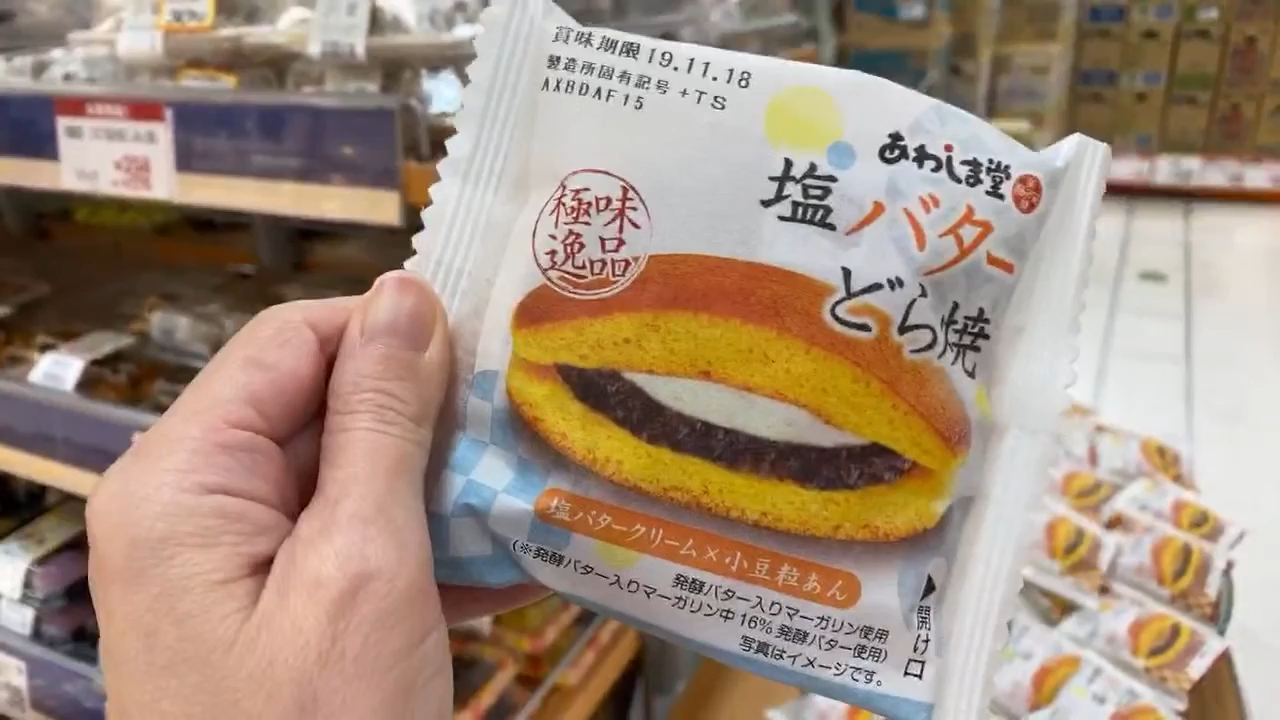 賞味期限 19.11.18
製造所固有記号 +TS
AXBDAF15
あわしま堂
塩バター
どら焼
極味
逸品
塩バタークリーム×小豆粒あん
発酵バター入りマーガリン使用
(※発酵バター入りマーガリン中16%発酵バター使用)
写真はイメージです。
▶開け口